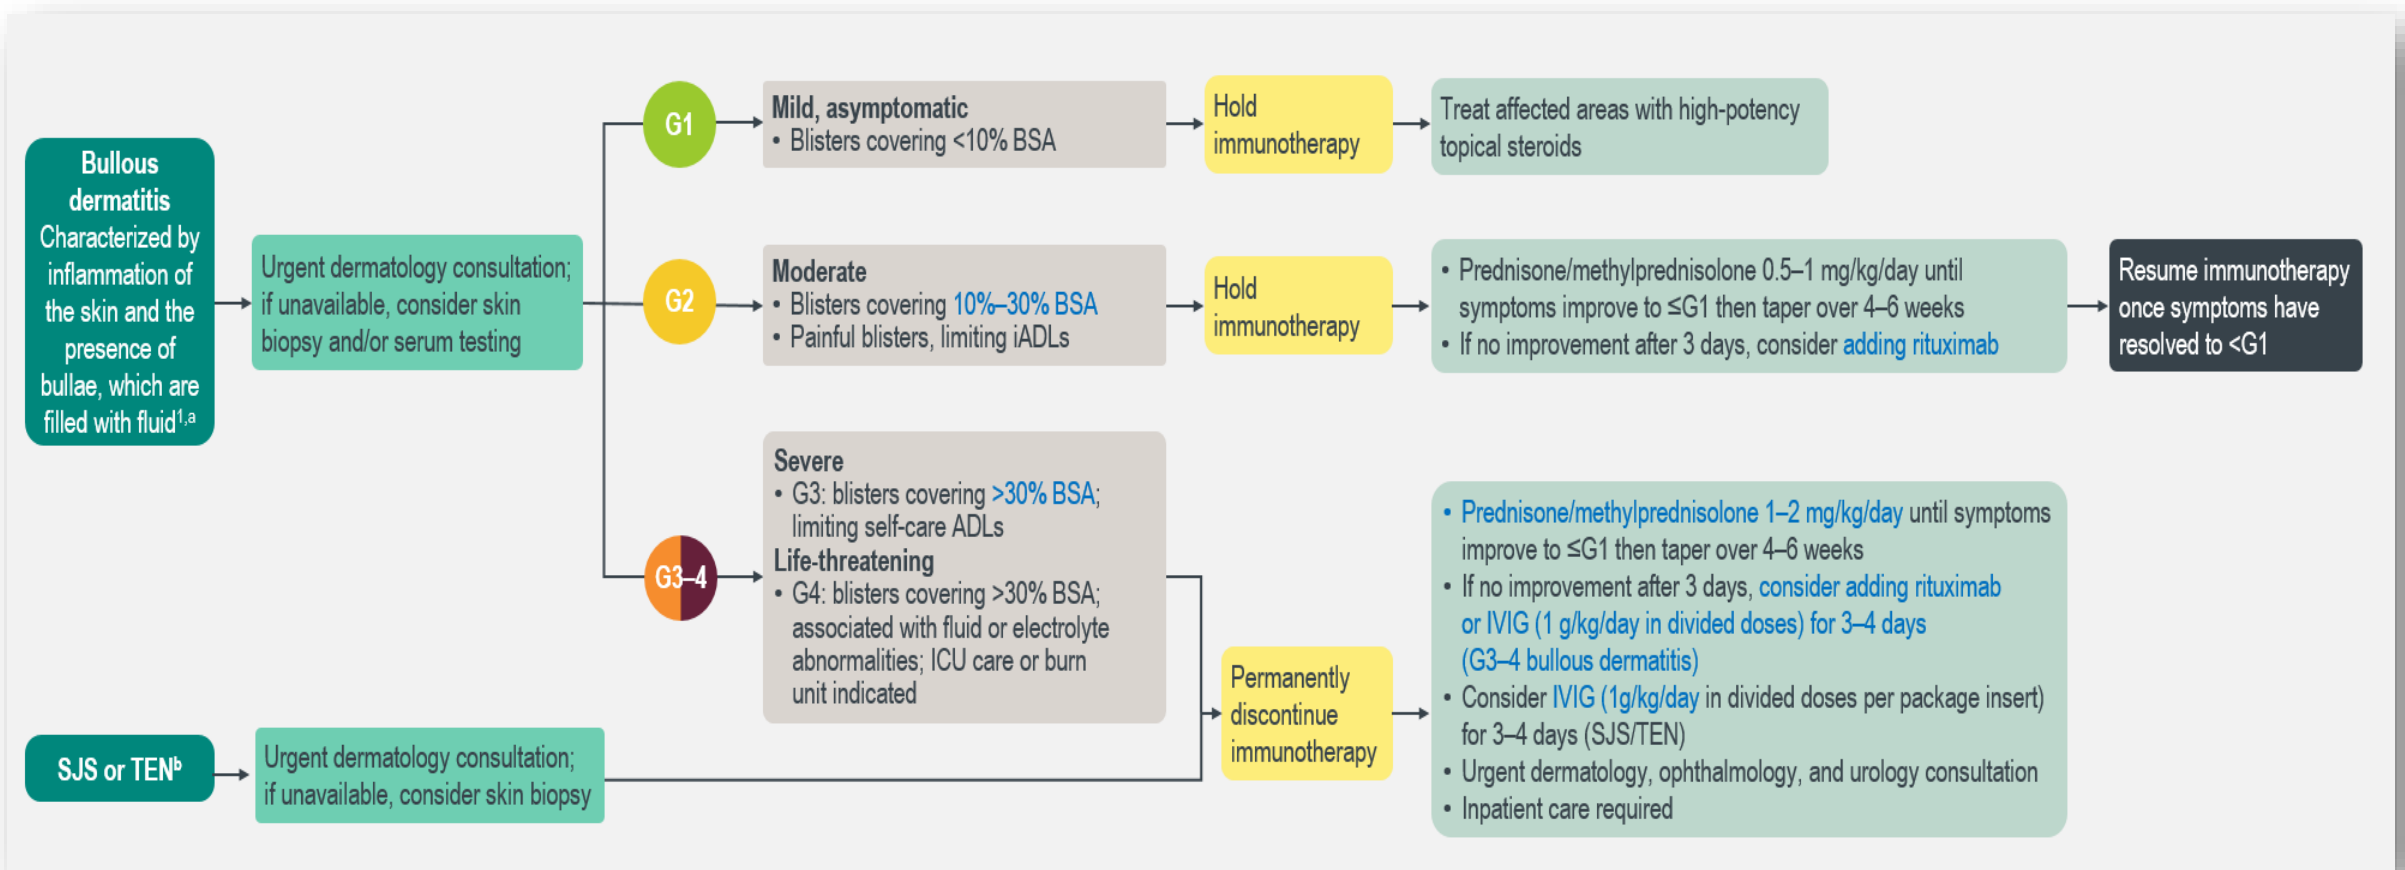 Bullous
dermatitis
Characterized by
inflammation of
the skin and the
presence of
bullae, which are
filled with fluid1,a
Urgent dermatology consultation;
if unavailable, consider skin
biopsy and/or serum testing
G1
Mild, asymptomatic
• Blisters covering <10% BSA
Hold
immunotherapy
Treat affected areas with high-potency
topical steroids
G2
Moderate
• Blisters covering 10%–30% BSA
• Painful blisters, limiting iADLs
Hold
immunotherapy
• Prednisone/methylprednisolone 0.5–1 mg/kg/day until
symptoms improve to ≤G1 then taper over 4–6 weeks
• If no improvement after 3 days, consider adding rituximab
Resume immunotherapy
once symptoms have
resolved to <G1
G3–4
Severe
• G3: blisters covering >30% BSA;
limiting self-care ADLs
Life-threatening
• G4: blisters covering >30% BSA;
associated with fluid or electrolyte
abnormalities; ICU care or burn
unit indicated
SJS or TENb
Urgent dermatology consultation;
if unavailable, consider skin biopsy
Permanently
discontinue
immunotherapy
• Prednisone/methylprednisolone 1–2 mg/kg/day until symptoms
improve to ≤G1 then taper over 4–6 weeks
• If no improvement after 3 days, consider adding rituximab
or IVIG (1 g/kg/day in divided doses) for 3–4 days
(G3–4 bullous dermatitis)
• Consider IVIG (1g/kg/day in divided doses per package insert)
for 3–4 days (SJS/TEN)
• Urgent dermatology, ophthalmology, and urology consultation
• Inpatient care required